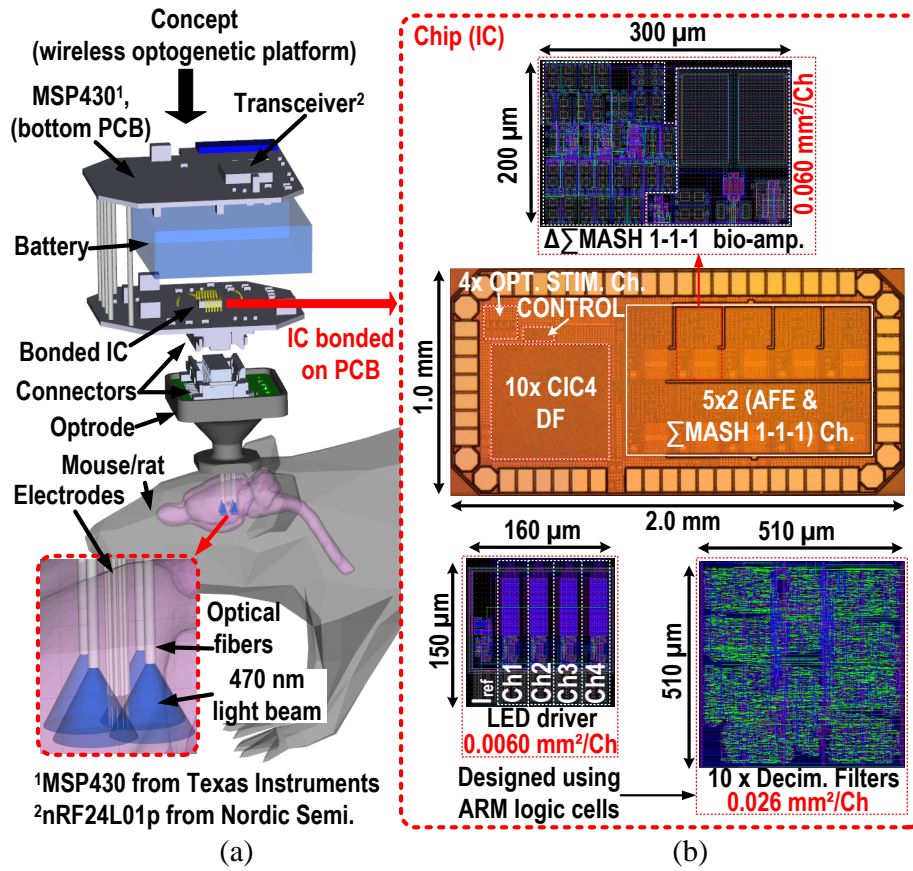 Concept
(wireless optogenetic platform)
MSP430¹,
(bottom PCB)
Transceiver²
Battery
Bonded IC
IC bonded
on PCB
Connectors
Optrode
Mouse/rat
Electrodes
Optical
fibers
470 nm
light beam
¹MSP430 from Texas Instruments
²nRF24L01p from Nordic Semi.
(a)
Chip (IC)
300 µm
200 µm
0.060 mm²/Ch
Δ∑MASH 1-1-1 bio-amp.
4x OPT. STIM. Ch.
CONTROL
10x CIC4
DF
5x2 (AFE &
∑MASH 1-1-1) Ch.
1.0 mm
2.0 mm
160 µm
150 µm
Iref
Ch1
Ch2
Ch3
Ch4
LED driver
0.0060 mm²/Ch
Designed using
ARM logic cells
510 µm
510 µm
10 x Decim. Filters
0.026 mm²/Ch
(b)